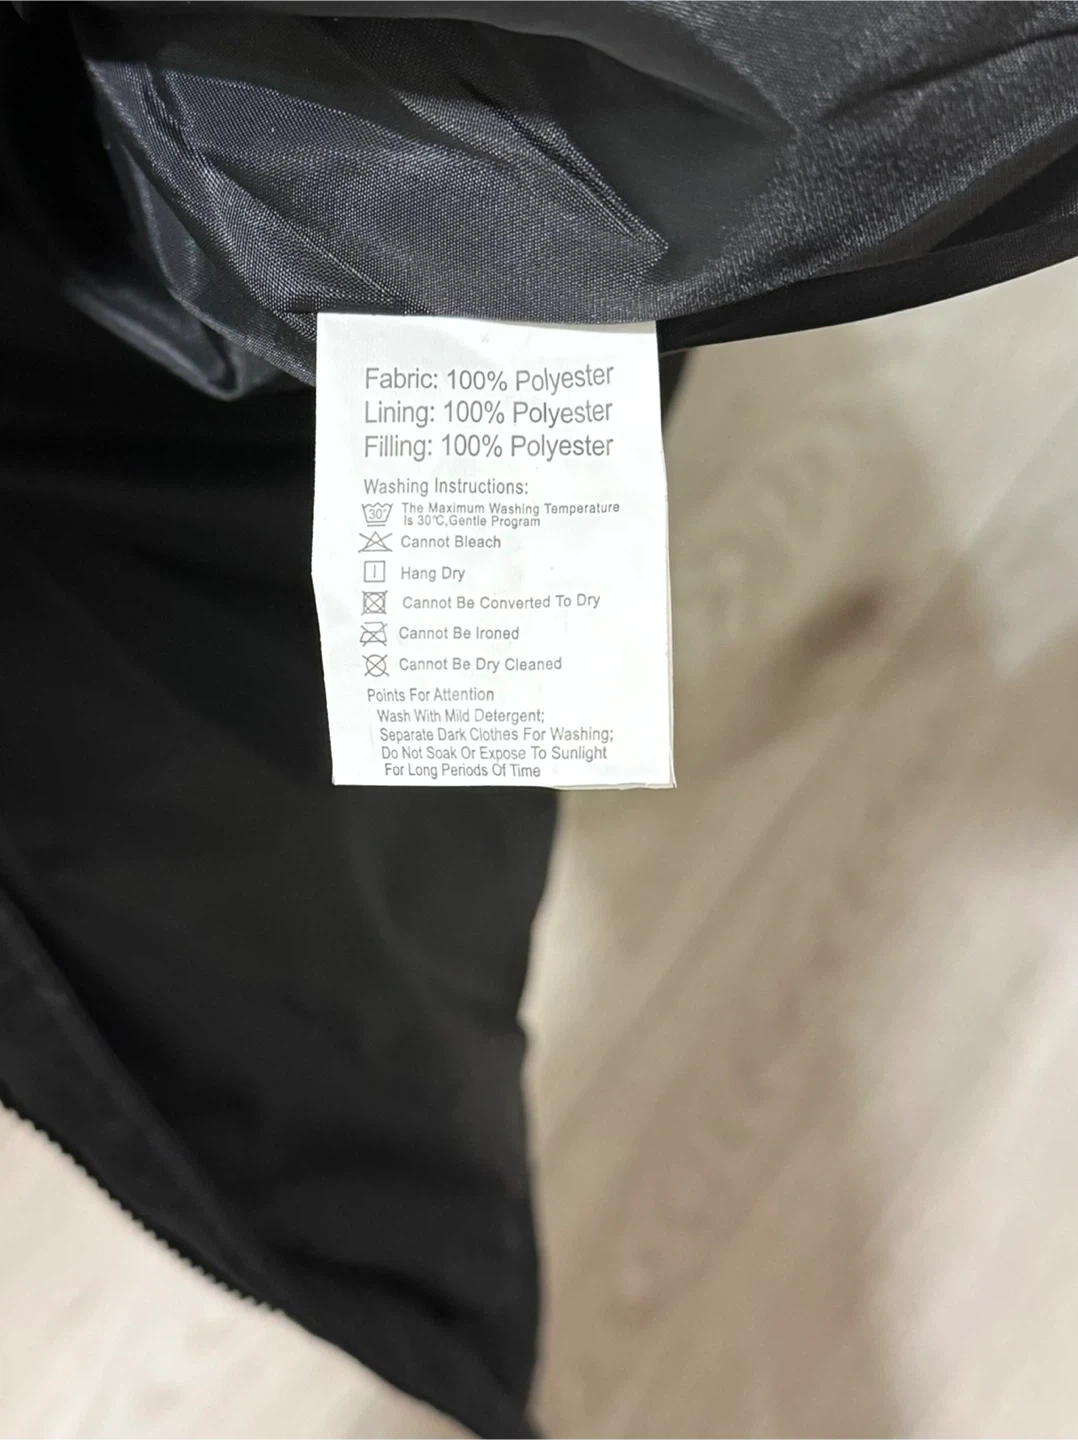 Fabric: 100% Polyester
Lining: 100% Polyester
Filling: 100% Polyester
Washing Instructions:
30° The Maximum Washing Temperature
Is 30℃,Gentle Program
Cannot Bleach
Hang Dry
Cannot Be Converted To Dry
Cannot Be Ironed
Cannot Be Dry Cleaned
Points For Attention
Wash With Mild Detergent;
Separate Dark Clothes For Washing;
Do Not Soak Or Expose To Sunlight
For Long Periods Of Time